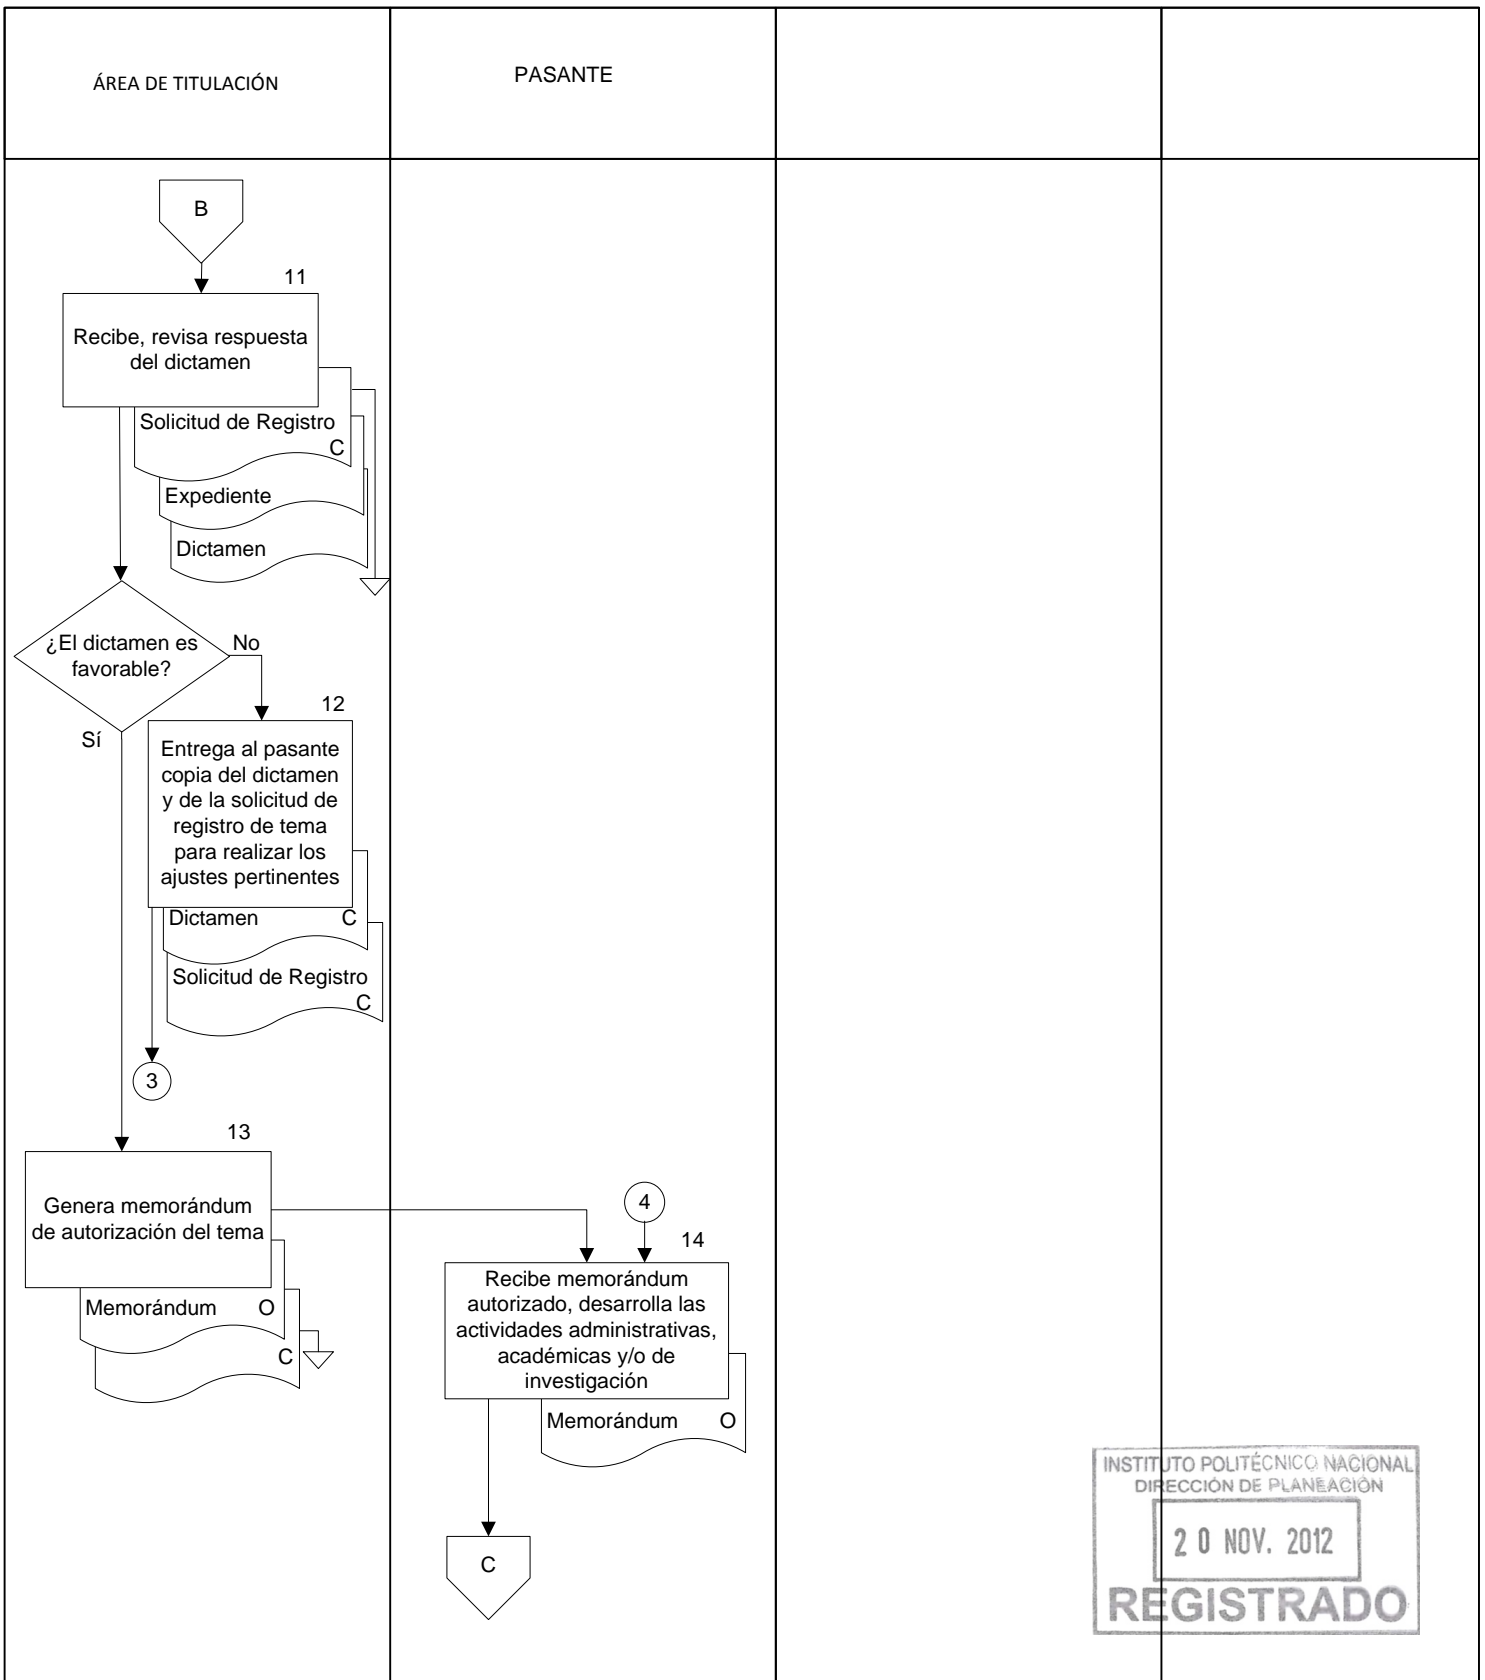 ÁREA DE TITULACIÓN
PASANTE
B
11
Recibe, revisa respuesta
del dictamen
Solicitud de Registro
C
Expediente
Dictamen
¿El dictamen es
favorable?
No
Sí
12
Entrega al pasante
copia del dictamen
y de la solicitud de
registro de tema
para realizar los
ajustes pertinentes
Dictamen C
Solicitud de Registro
C
3
13
Genera memorándum
de autorización del tema
Memorándum O
C
4
14
Recibe memorándum
autorizado, desarrolla las
actividades administrativas,
académicas y/o de
investigación
Memorándum O
C
INSTITUTO POLITÉCNICO NACIONAL
DIRECCIÓN DE PLANEACIÓN
2 0 NOV. 2012
REGISTRADO